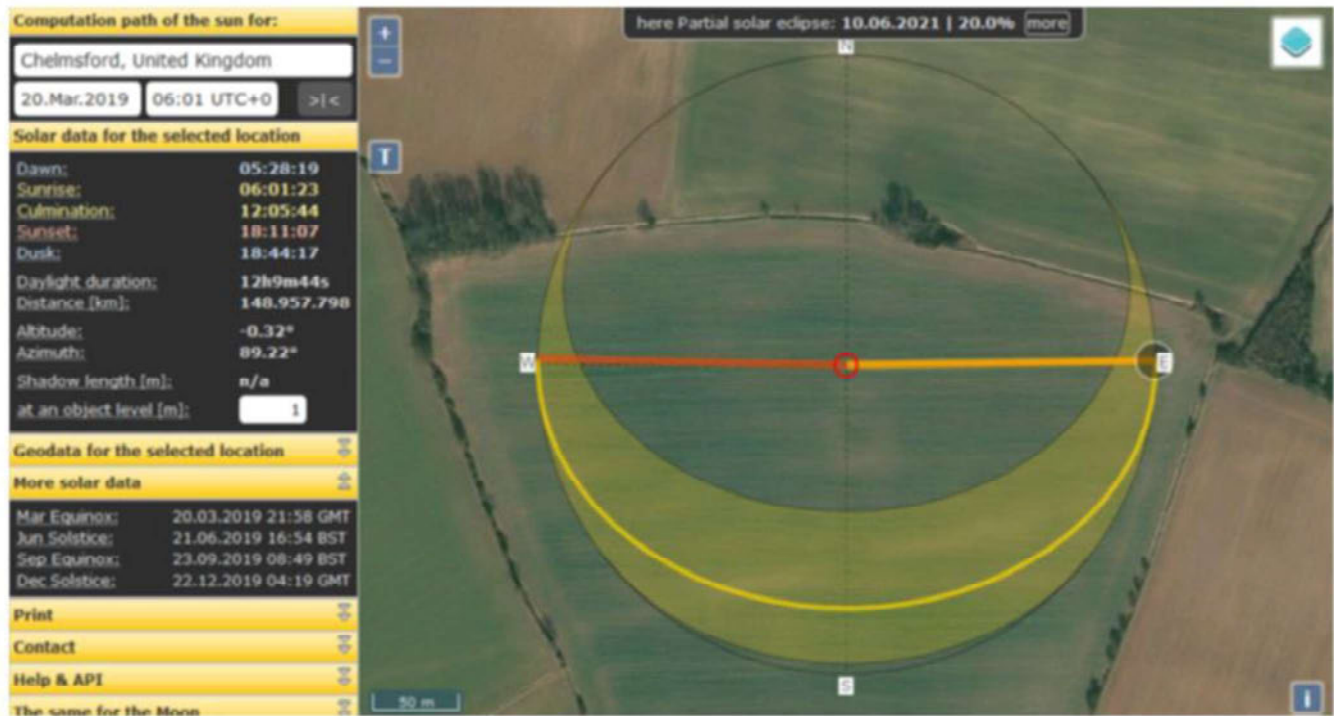 Computation path of the sun for:
Chelmsford, United Kingdom
20.Mar.2019 06:01 UTC+0 >|<
Solar data for the selected location
Dawn: 05:28:19
Sunrise: 06:01:23
Culmination: 12:05:44
Sunset: 18:11:07
Dusk: 18:44:17
Daylight duration: 12h9m44s
Distance [km]: 148.957.798
Altitude: -0.32°
Azimuth: 89.22°
Shadow length [m]: n/a
at an object level [m]: 1
Geodata for the selected location
More solar data
Mar Equinox: 20.03.2019 21:58 GMT
Jun Solstice: 21.06.2019 16:54 BST
Sep Equinox: 23.09.2019 08:49 BST
Dec Solstice: 22.12.2019 04:19 GMT
Print
Contact
Help & API
The same for the Moon
+
−
T
here Partial solar eclipse: 10.06.2021 | 20.0% more
N
W
E
S
50 m
i